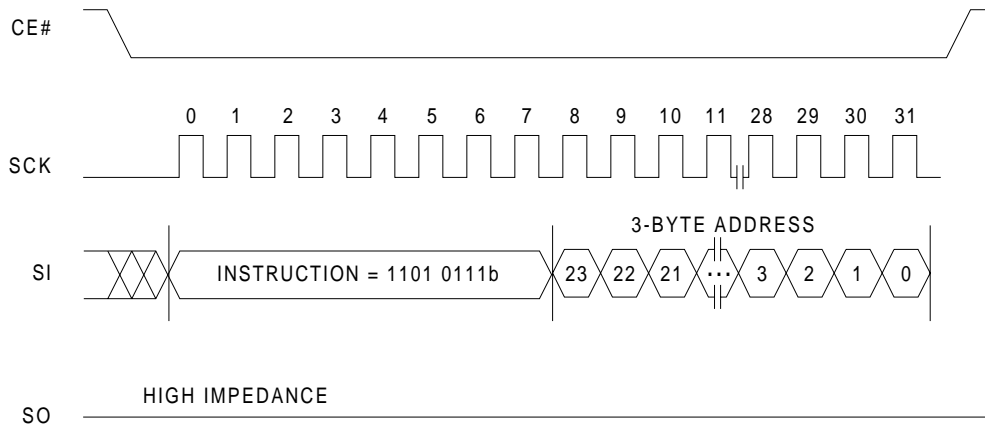 CE#
0 1 2 3 4 5 6 7 8 9 10 11 28 29 30 31
SCK
3-BYTE ADDRESS
SI INSTRUCTION = 1101 0111b 23 22 21 ... 3 2 1 0
HIGH IMPEDANCE
SO